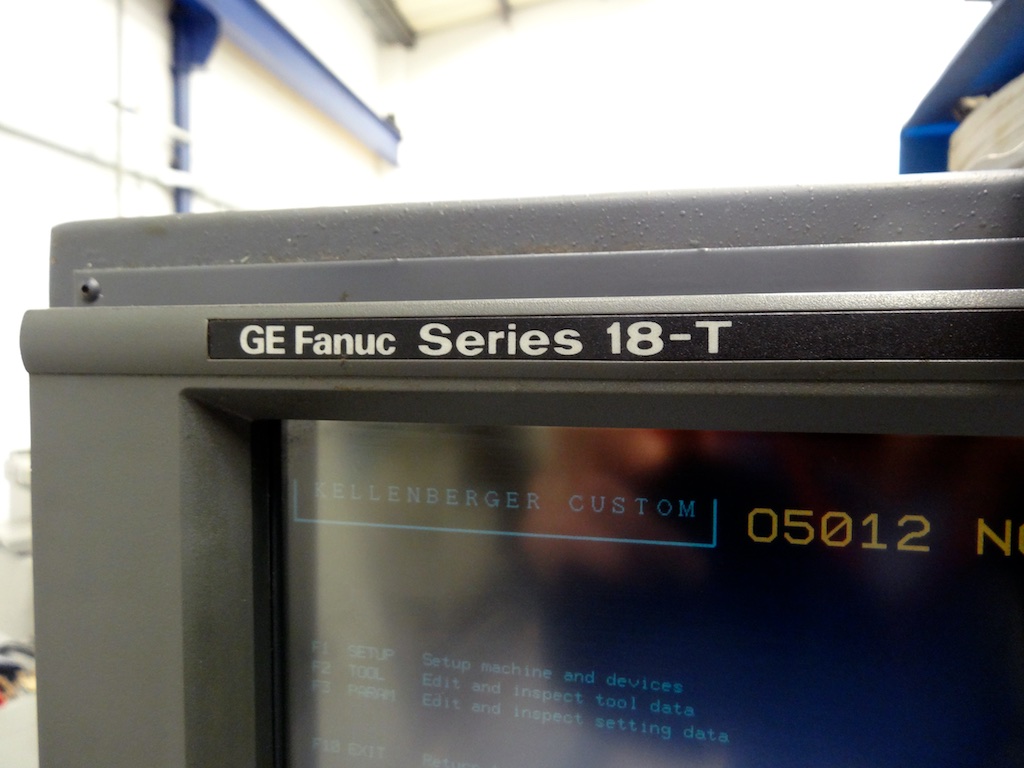 GE Fanuc Series 18-T
KELLENBERGER CUSTOM
O5012
F1 SETUP Setup machine and devices
F2 TOOL Edit and inspect tool data
F3 PARAM Edit and inspect setting data
F10 EXIT